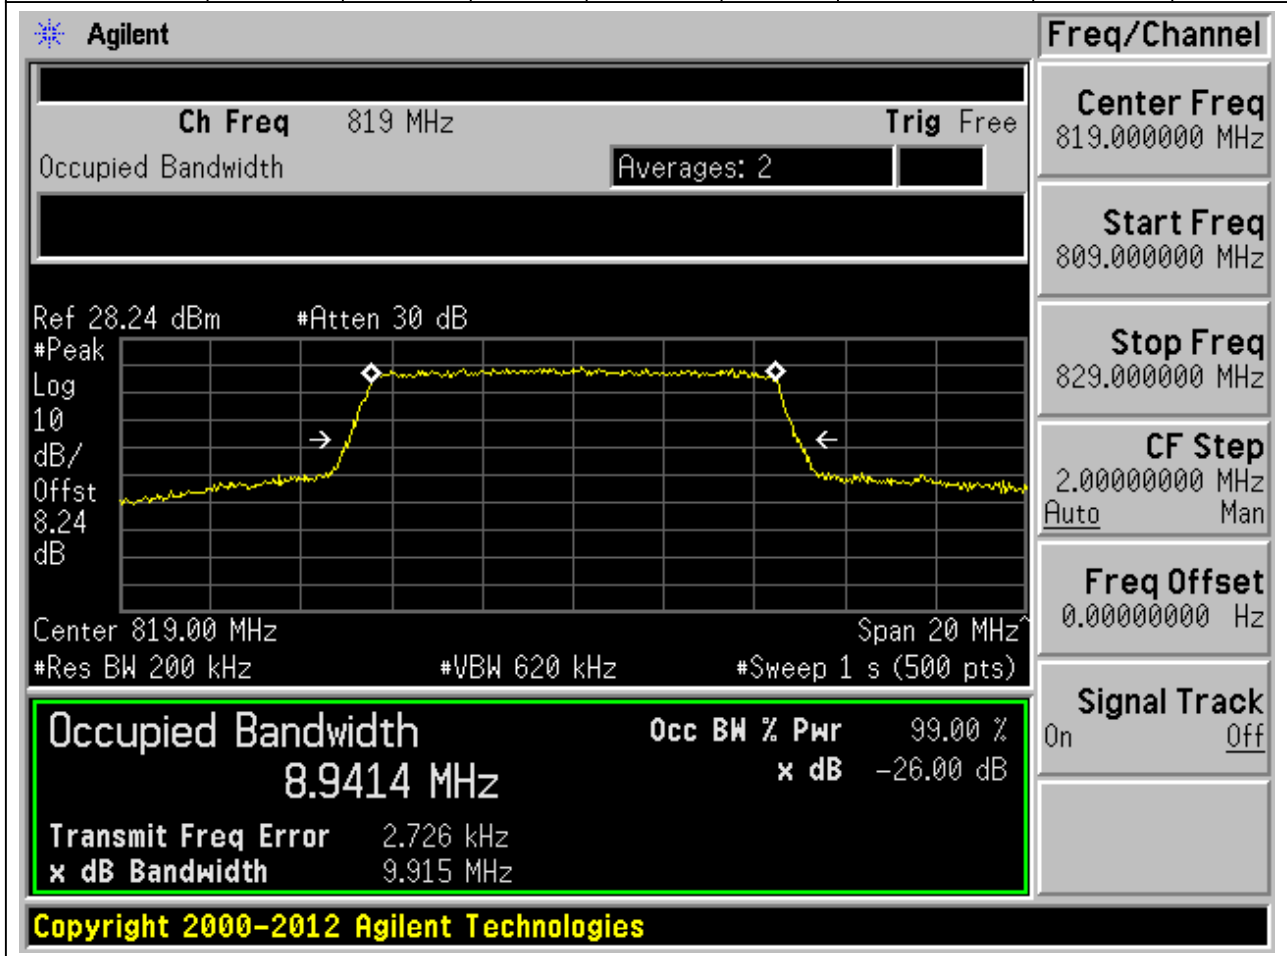 Agilent
Freq/Channel
Ch Freq 819 MHz Trig Free
Occupied Bandwidth Averages: 2
Center Freq
819.000000 MHz
Start Freq
809.000000 MHz
Stop Freq
829.000000 MHz
CF Step
2.00000000 MHz
Auto Man
Freq Offset
0.00000000 Hz
Signal Track
On Off
Ref 28.24 dBm #Atten 30 dB
#Peak
Log
10
dB/
Offst
8.24
dB
Center 819.00 MHz Span 20 MHz^
#Res BW 200 kHz #VBW 620 kHz #Sweep 1 s (500 pts)
Occupied Bandwidth
8.9414 MHz
Occ BW % Pwr 99.00 %
x dB -26.00 dB
Transmit Freq Error 2.726 kHz
x dB Bandwidth 9.915 MHz
Copyright 2000-2012 Agilent Technologies